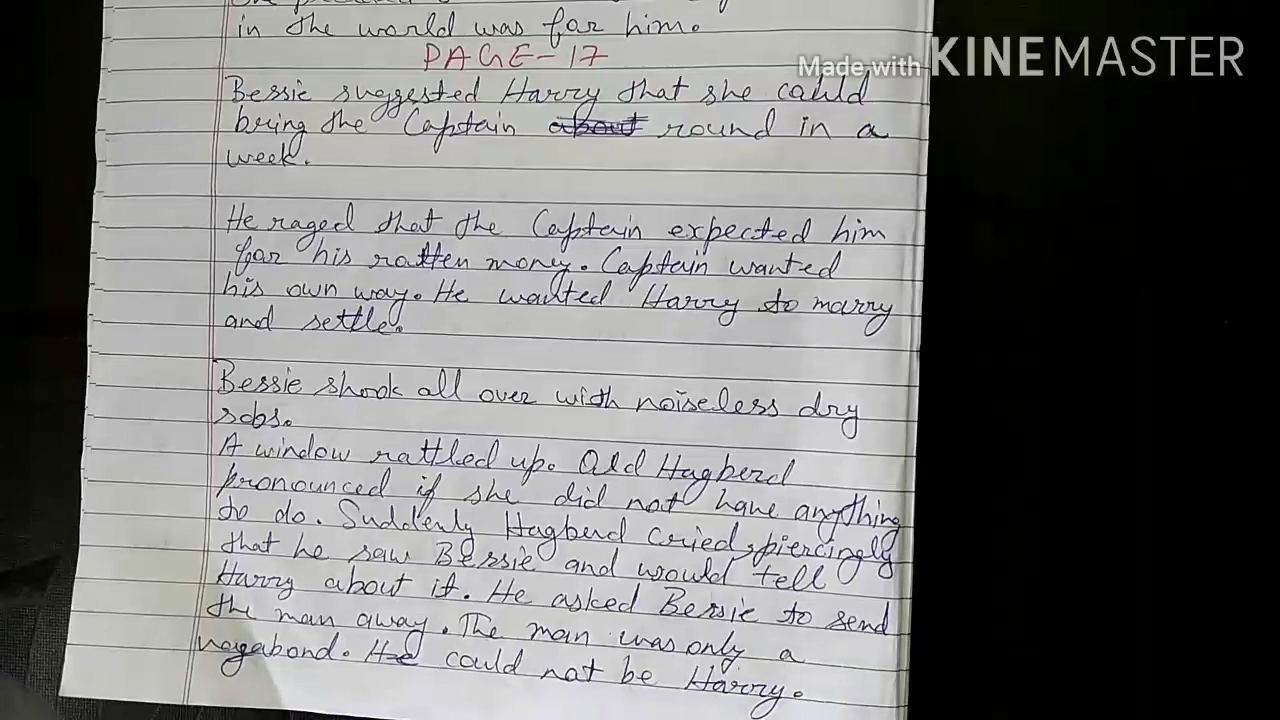 in the world was for him.
Made with KINEMASTER
PAGE-17
Bessie suggested Harry that she could
bring the Captain about round in a
week.
He raged that the Captain expected him
for his rotten money. Captain wanted
his own way. He wanted Harry to marry
and settle.
Bessie shook all over with noiseless dry
sobs.
A window rattled up. Old Hagberd
pronounced if she did not have anything
to do. Suddenly Hagberd cried, piercingly
that he saw Bessie and would tell
Harry about it. He asked Bessie to send
the man away. The man was only a
vagabond. He could not be Harry.